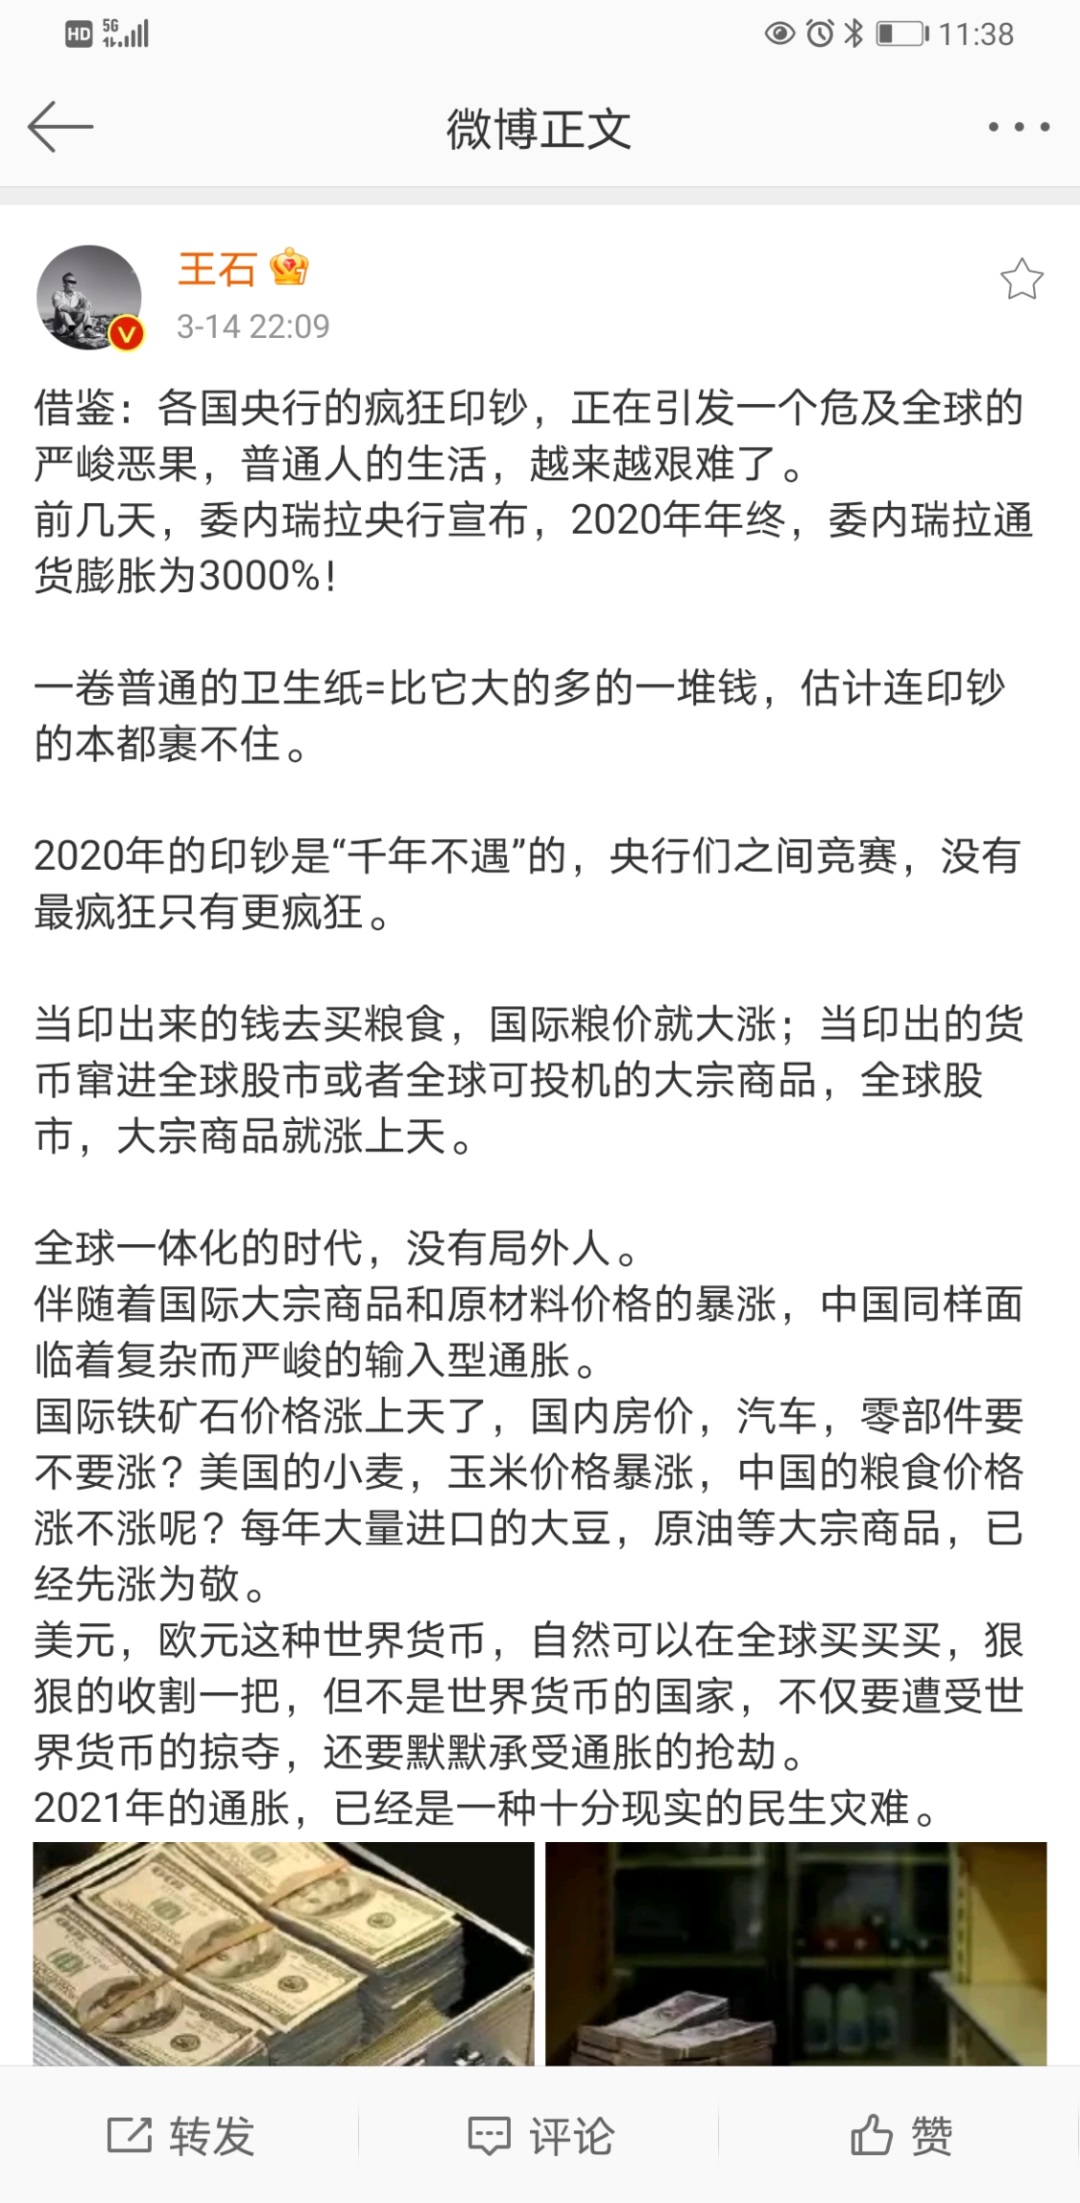 HD 5G 11:38
微博正文
王石
3-14 22:09
借鉴：各国央行的疯狂印钞，正在引发一个危及全球的
严峻恶果，普通人的生活，越来越艰难了。
前几天，委内瑞拉央行宣布，2020年年终，委内瑞拉通
货膨胀为3000%！
一卷普通的卫生纸=比它大的多的一堆钱，估计连印钞
的本都裹不住。
2020年的印钞是“千年不遇”的，央行们之间竞赛，没有
最疯狂只有更疯狂。
当印出来的钱去买粮食，国际粮价就大涨；当印出的货
币窜进全球股市或者全球可投机的大宗商品，全球股
市，大宗商品就涨上天。
全球一体化的时代，没有局外人。
伴随着国际大宗商品和原材料价格的暴涨，中国同样面
临着复杂而严峻的输入型通胀。
国际铁矿石价格涨上天了，国内房价，汽车，零部件要
不要涨？美国的小麦，玉米价格暴涨，中国的粮食价格
涨不涨呢？每年大量进口的大豆，原油等大宗商品，已
经先涨为敬。
美元，欧元这种世界货币，自然可以在全球买买买，狠
狠的收割一把，但不是世界货币的国家，不仅要遭受世
界货币的掠夺，还要默默承受通胀的抢劫。
2021年的通胀，已经是一种十分现实的民生灾难。
转发 评论 赞